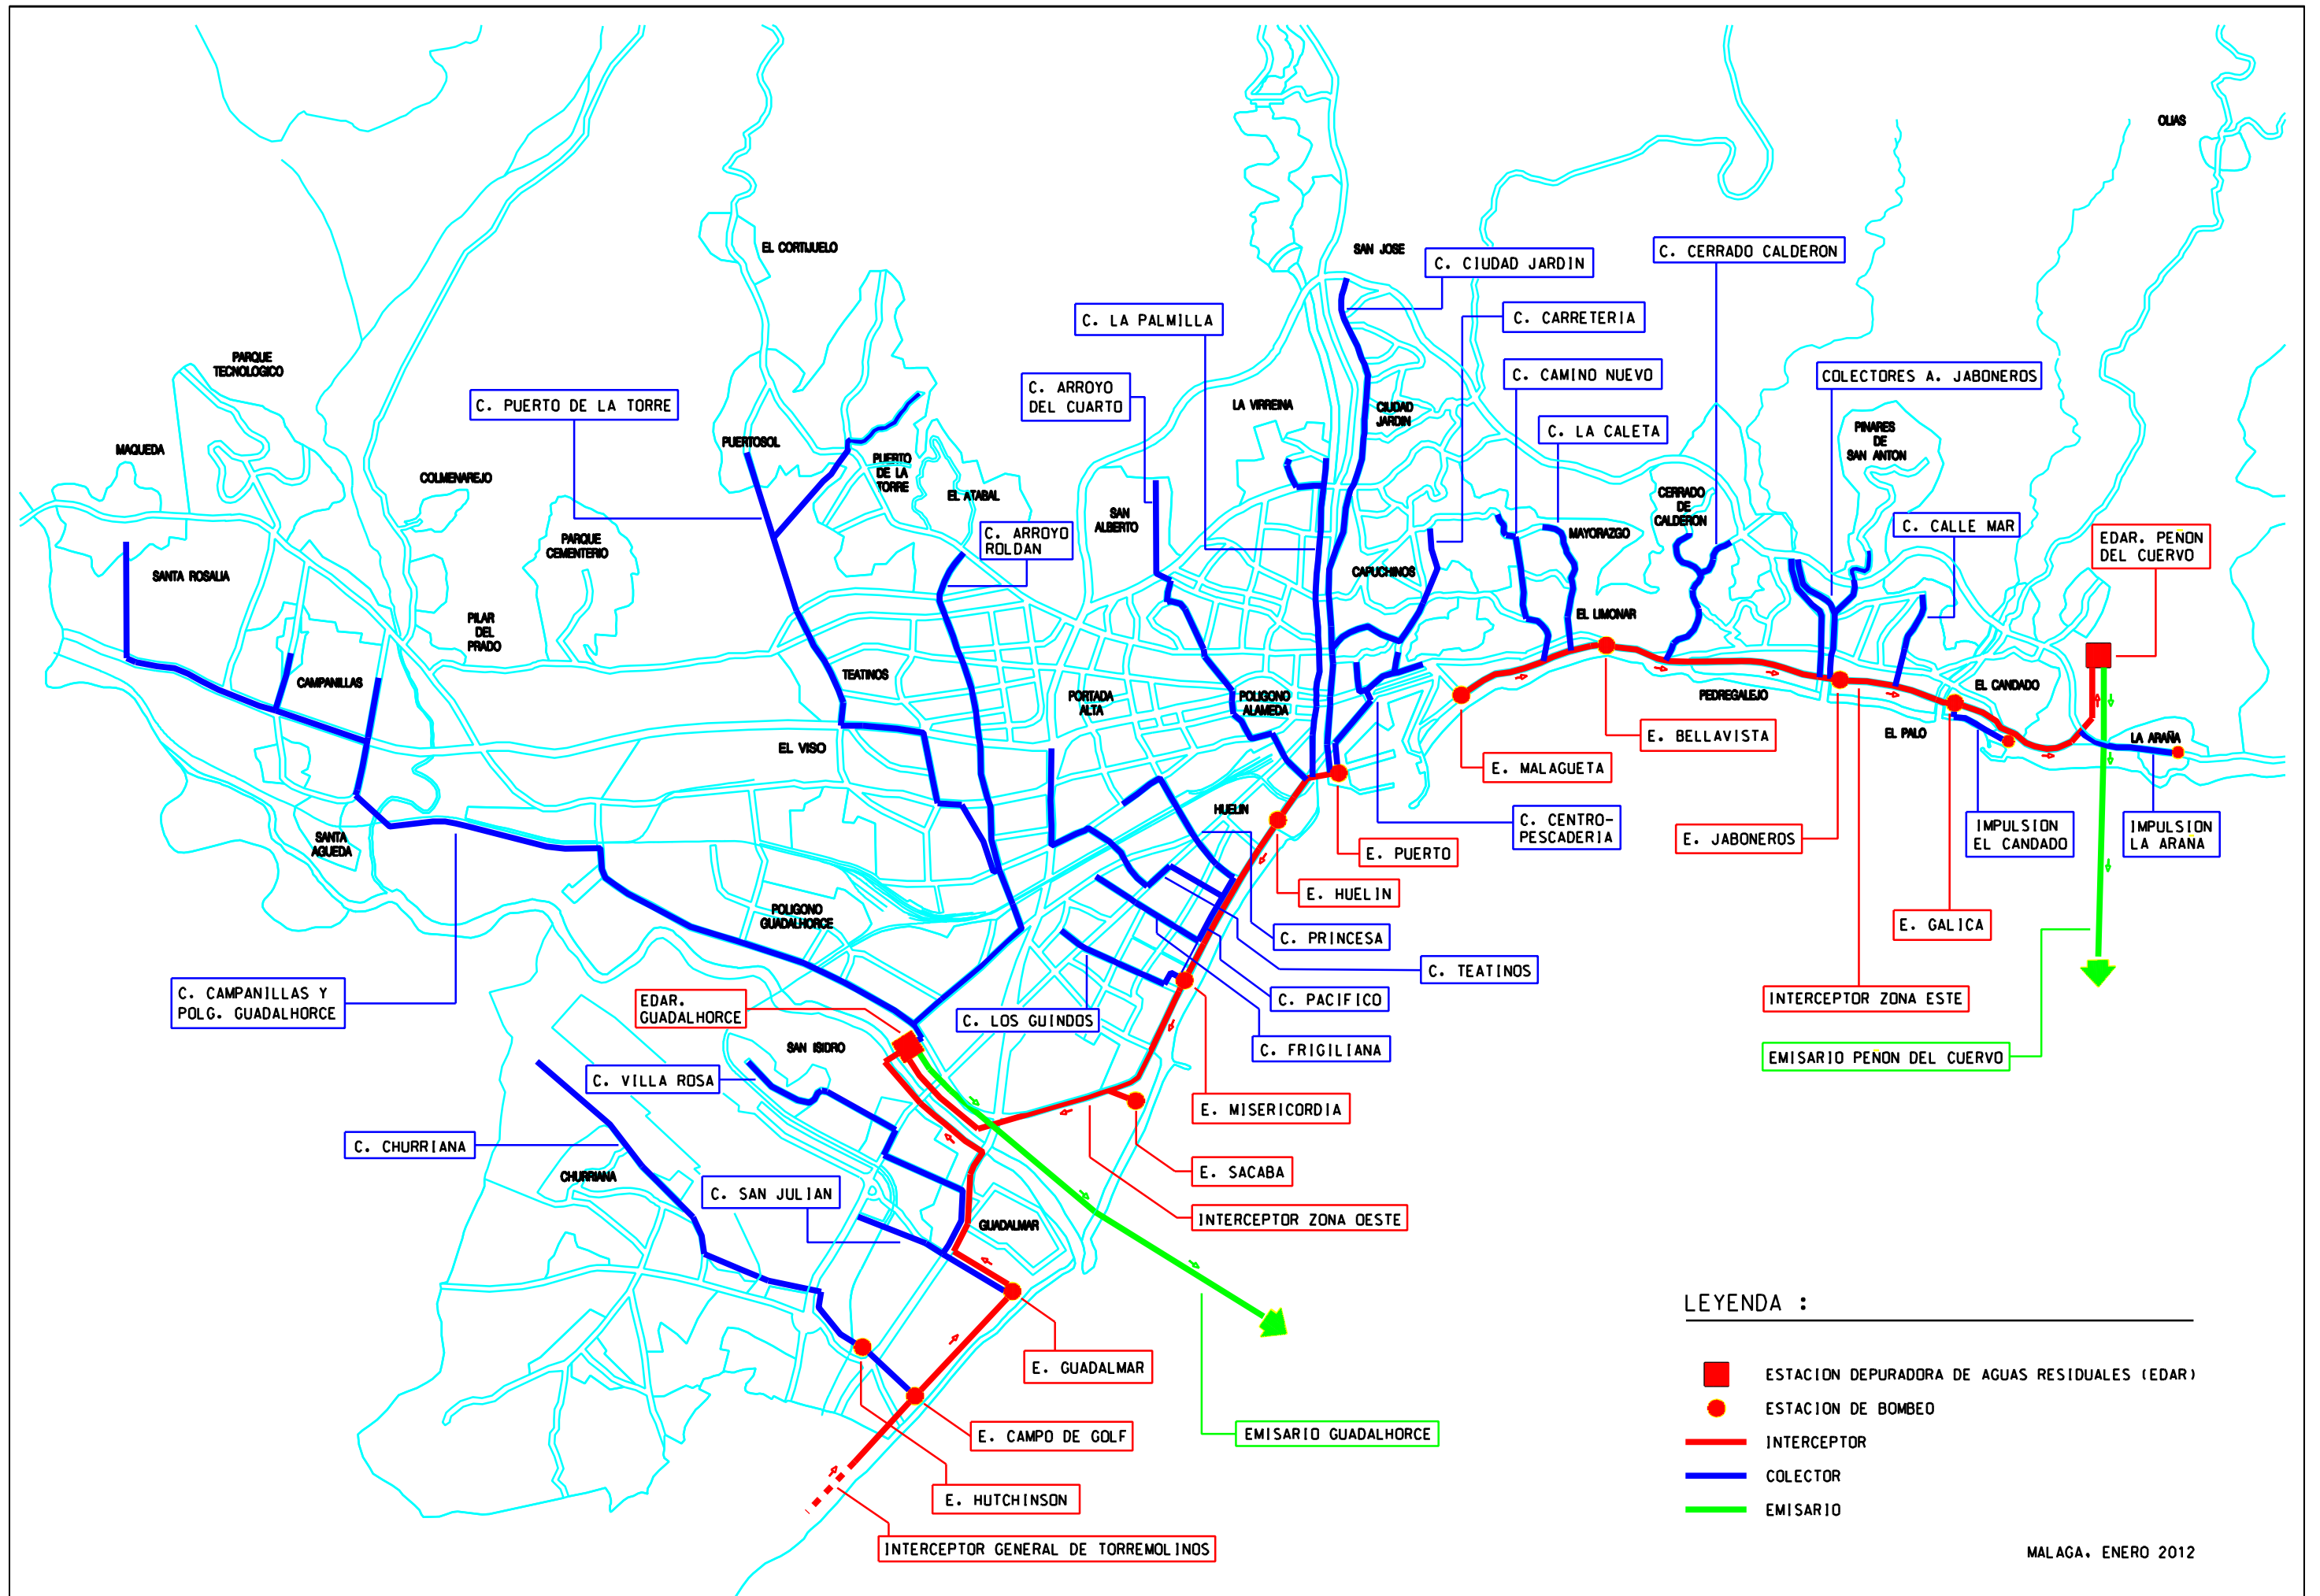 OLIAS
EL CORTIJUELO
SAN JOSE
C. CIUDAD JARDIN
C. CERRADO CALDERON
C. LA PALMILLA
C. CARRETERIA
PARQUE
TECNOLOGICO
C. PUERTO DE LA TORRE
C. ARROYO
DEL CUARTO
LA VIRREINA
CIUDAD
JARDIN
C. CAMINO NUEVO
COLECTORES A. JABONEROS
C. LA CALETA
PINARES
DE
SAN ANTON
MAQUEDA
COLMENAREJO
PUERTOSOL
PUERTO
DE LA
TORRE
EL ATABAL
SAN
ALBERTO
CERRADO
DE
CALDERON
MAYORAZGO
C. CALLE MAR
EDAR. PEÑON
DEL CUERVO
PARQUE
CEMENTERIO
C. ARROYO
ROLDAN
SANTA ROSALIA
CAPUCHINOS
EL LIMONAR
PILAR
DEL
PRADO
CAMPANILLAS
TEATINOS
PORTADA
ALTA
POLIGONO
ALAMEDA
PEDREGALEJO
EL CANDADO
EL PALO
LA ARAÑA
EL VISO
E. BELLAVISTA
E. MALAGUETA
HUELIN
SANTA
AGUEDA
C. CENTRO-
PESCADERIA
E. JABONEROS
IMPULSION
EL CANDADO
IMPULSION
LA ARAÑA
E. PUERTO
E. HUELIN
POLIGONO
GUADALHORCE
E. GALICA
C. PRINCESA
C. TEATINOS
C. CAMPANILLAS Y
POLG. GUADALHORCE
EDAR.
GUADALHORCE
C. PACIFICO
INTERCEPTOR ZONA ESTE
C. LOS GUINDOS
C. FRIGILIANA
SAN ISIDRO
EMISARIO PEÑON DEL CUERVO
C. VILLA ROSA
E. MISERICORDIA
C. CHURRIANA
CHURRIANA
E. SACABA
C. SAN JULIAN
INTERCEPTOR ZONA OESTE
GUADALMAR
LEYENDA :
E. GUADALMAR
ESTACION DEPURADORA DE AGUAS RESIDUALES (EDAR)
ESTACION DE BOMBEO
E. CAMPO DE GOLF
EMISARIO GUADALHORCE
INTERCEPTOR
COLECTOR
E. HUTCHINSON
EMISARIO
INTERCEPTOR GENERAL DE TORREMOLINOS
MALAGA. ENERO 2012